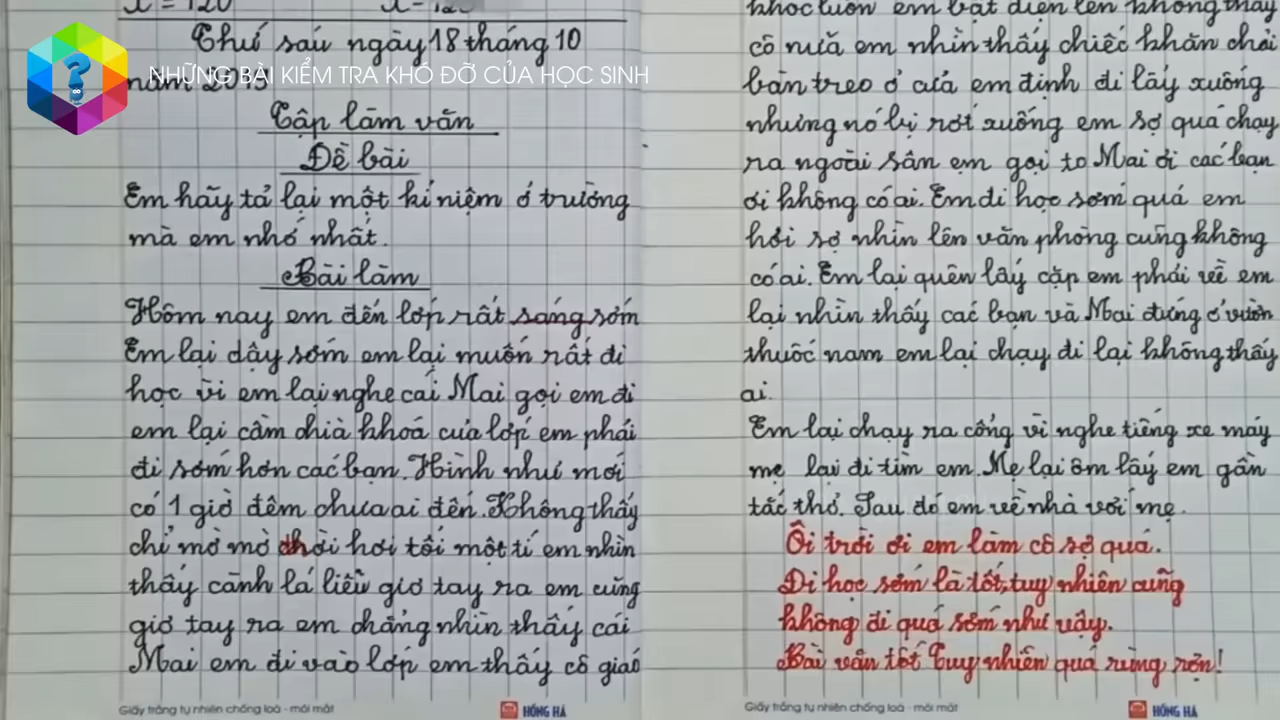 x = 120
Thứ sáu ngày 18 tháng 10
NHỮNG BÀI KIỂM TRA KHÓ ĐỠ CỦA HỌC SINH
năm 2013
Tập làm văn
Đề bài
Em hãy tả lại một kỉ niệm ở trường
mà em nhớ nhất.
Bài làm
Hôm nay em đến lớp rất sáng sớm
Em lại dậy sớm em lại muốn rất đi
học vì em lại nghe cái Mai gọi em đi
em lại cầm chìa khoá của lớp em phải
đi sớm hơn các bạn. Hình như mới
có 1 giờ đêm chưa ai đến. Không thấy
chỉ mờ mờ trời hơi tối một tí em nhìn
thấy cành lá liễu giơ tay ra em cũng
giơ tay ra em chẳng nhìn thấy cái
Mai em đi vào lớp em thấy cô giáo
Giấy trắng tự nhiên chống loá - mỏi mắt
HỒNG HÀ
khóc luôn em bật điện lên không thấy
cô nữa em nhìn thấy chiếc khăn chải
bàn treo ở cửa em định đi lấy xuống
nhưng nó bị rơi xuống em sợ quá chạy
ra ngoài sân em gọi to Mai ơi các bạn
ơi không có ai. Em đi học sớm quá em
hơi sợ nhìn lên văn phòng cũng không
có ai. Em lại quên lấy cặp em phải về em
lại nhìn thấy các bạn và Mai đứng ở vườn
thuốc nam em lại chạy đi lại không thấy
ai.
Em lại chạy ra cổng vì nghe tiếng xe máy
mẹ lại đi tìm em. Mẹ lại ôm lấy em gần
tắc thở. Sau đó em về nhà với mẹ.
Ôi trời ơi em làm cô sợ quá.
Đi học sớm là tốt, tuy nhiên cũng
không đi quá sớm như vậy.
Bài văn tốt Tuy nhiên quá rùng rợn!
Giấy trắng tự nhiên chống loá - mỏi mắt
HỒNG HÀ